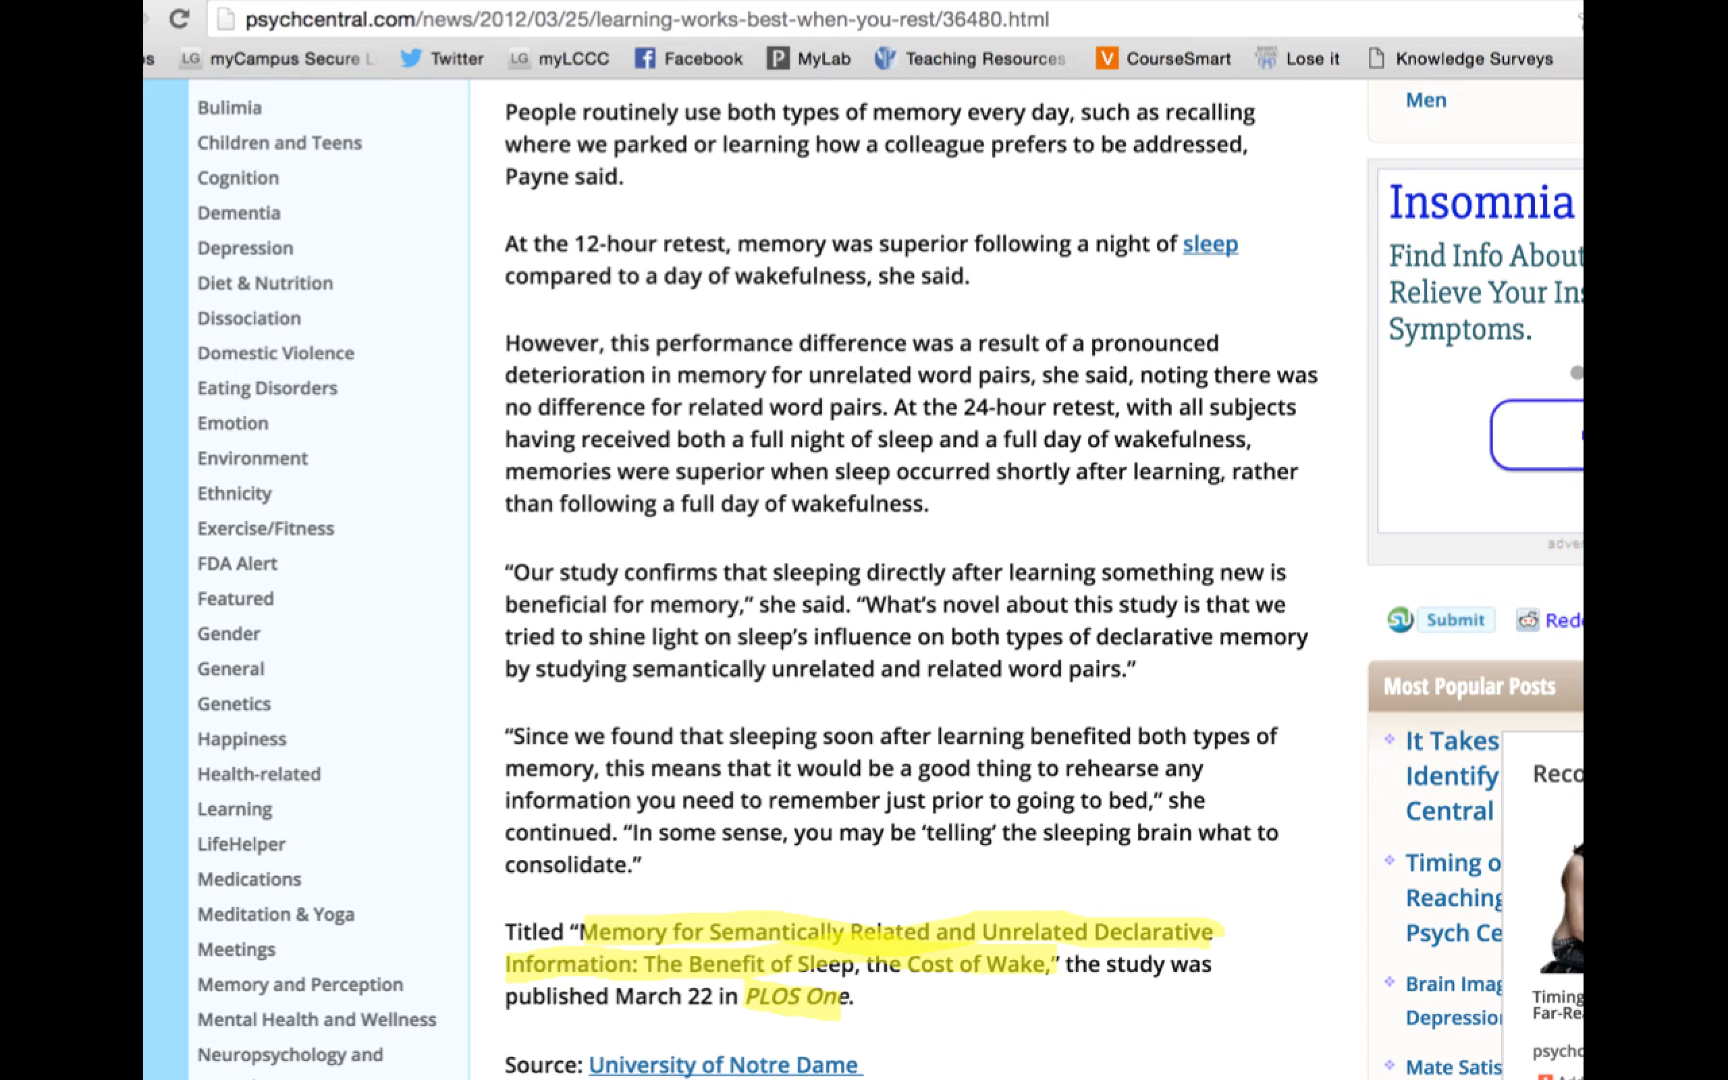 psychcentral.com/news/2012/03/25/learning-works-best-when-you-rest/36480.html
LG myCampus Secure L Twitter LG myLCCC Facebook P MyLab Teaching Resources CourseSmart Lose it Knowledge Surveys
Bulimia
Children and Teens
Cognition
Dementia
Depression
Diet & Nutrition
Dissociation
Domestic Violence
Eating Disorders
Emotion
Environment
Ethnicity
Exercise/Fitness
FDA Alert
Featured
Gender
General
Genetics
Happiness
Health-related
Learning
LifeHelper
Medications
Meditation & Yoga
Meetings
Memory and Perception
Mental Health and Wellness
Neuropsychology and
People routinely use both types of memory every day, such as recalling
where we parked or learning how a colleague prefers to be addressed,
Payne said.
At the 12-hour retest, memory was superior following a night of sleep
compared to a day of wakefulness, she said.
However, this performance difference was a result of a pronounced
deterioration in memory for unrelated word pairs, she said, noting there was
no difference for related word pairs. At the 24-hour retest, with all subjects
having received both a full night of sleep and a full day of wakefulness,
memories were superior when sleep occurred shortly after learning, rather
than following a full day of wakefulness.
“Our study confirms that sleeping directly after learning something new is
beneficial for memory,” she said. “What’s novel about this study is that we
tried to shine light on sleep’s influence on both types of declarative memory
by studying semantically unrelated and related word pairs.”
“Since we found that sleeping soon after learning benefited both types of
memory, this means that it would be a good thing to rehearse any
information you need to remember just prior to going to bed,” she
continued. “In some sense, you may be ‘telling’ the sleeping brain what to
consolidate.”
Titled “Memory for Semantically Related and Unrelated Declarative
Information: The Benefit of Sleep, the Cost of Wake,” the study was
published March 22 in PLOS One.
Source: University of Notre Dame
Men
Insomnia
Find Info About
Relieve Your
Symptoms.
Submit
Most Popular Posts
It Takes
Identify
Central
Timing o
Reaching
Psych Ce
Brain Imag
Depression
Mate Satis
Reco
Timing
Far-Rea
psychc